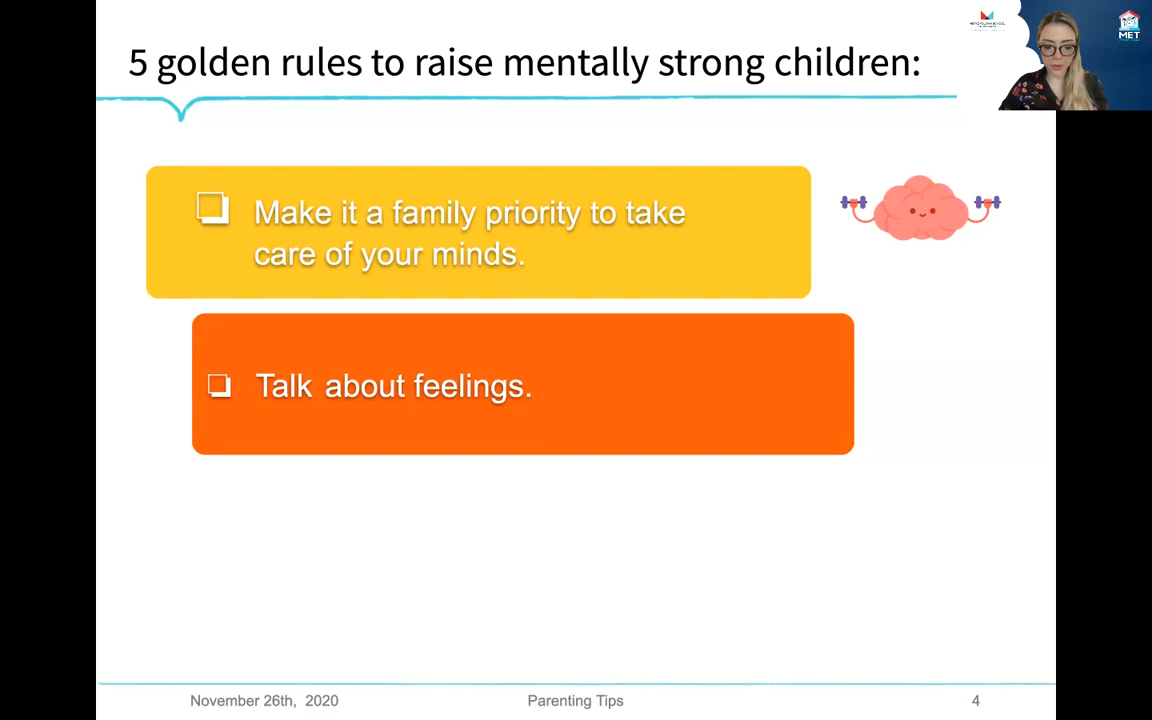 5 golden rules to raise mentally strong children:
MET
Make it a family priority to take
care of your minds.
Talk about feelings.
November 26th, 2020
Parenting Tips
4